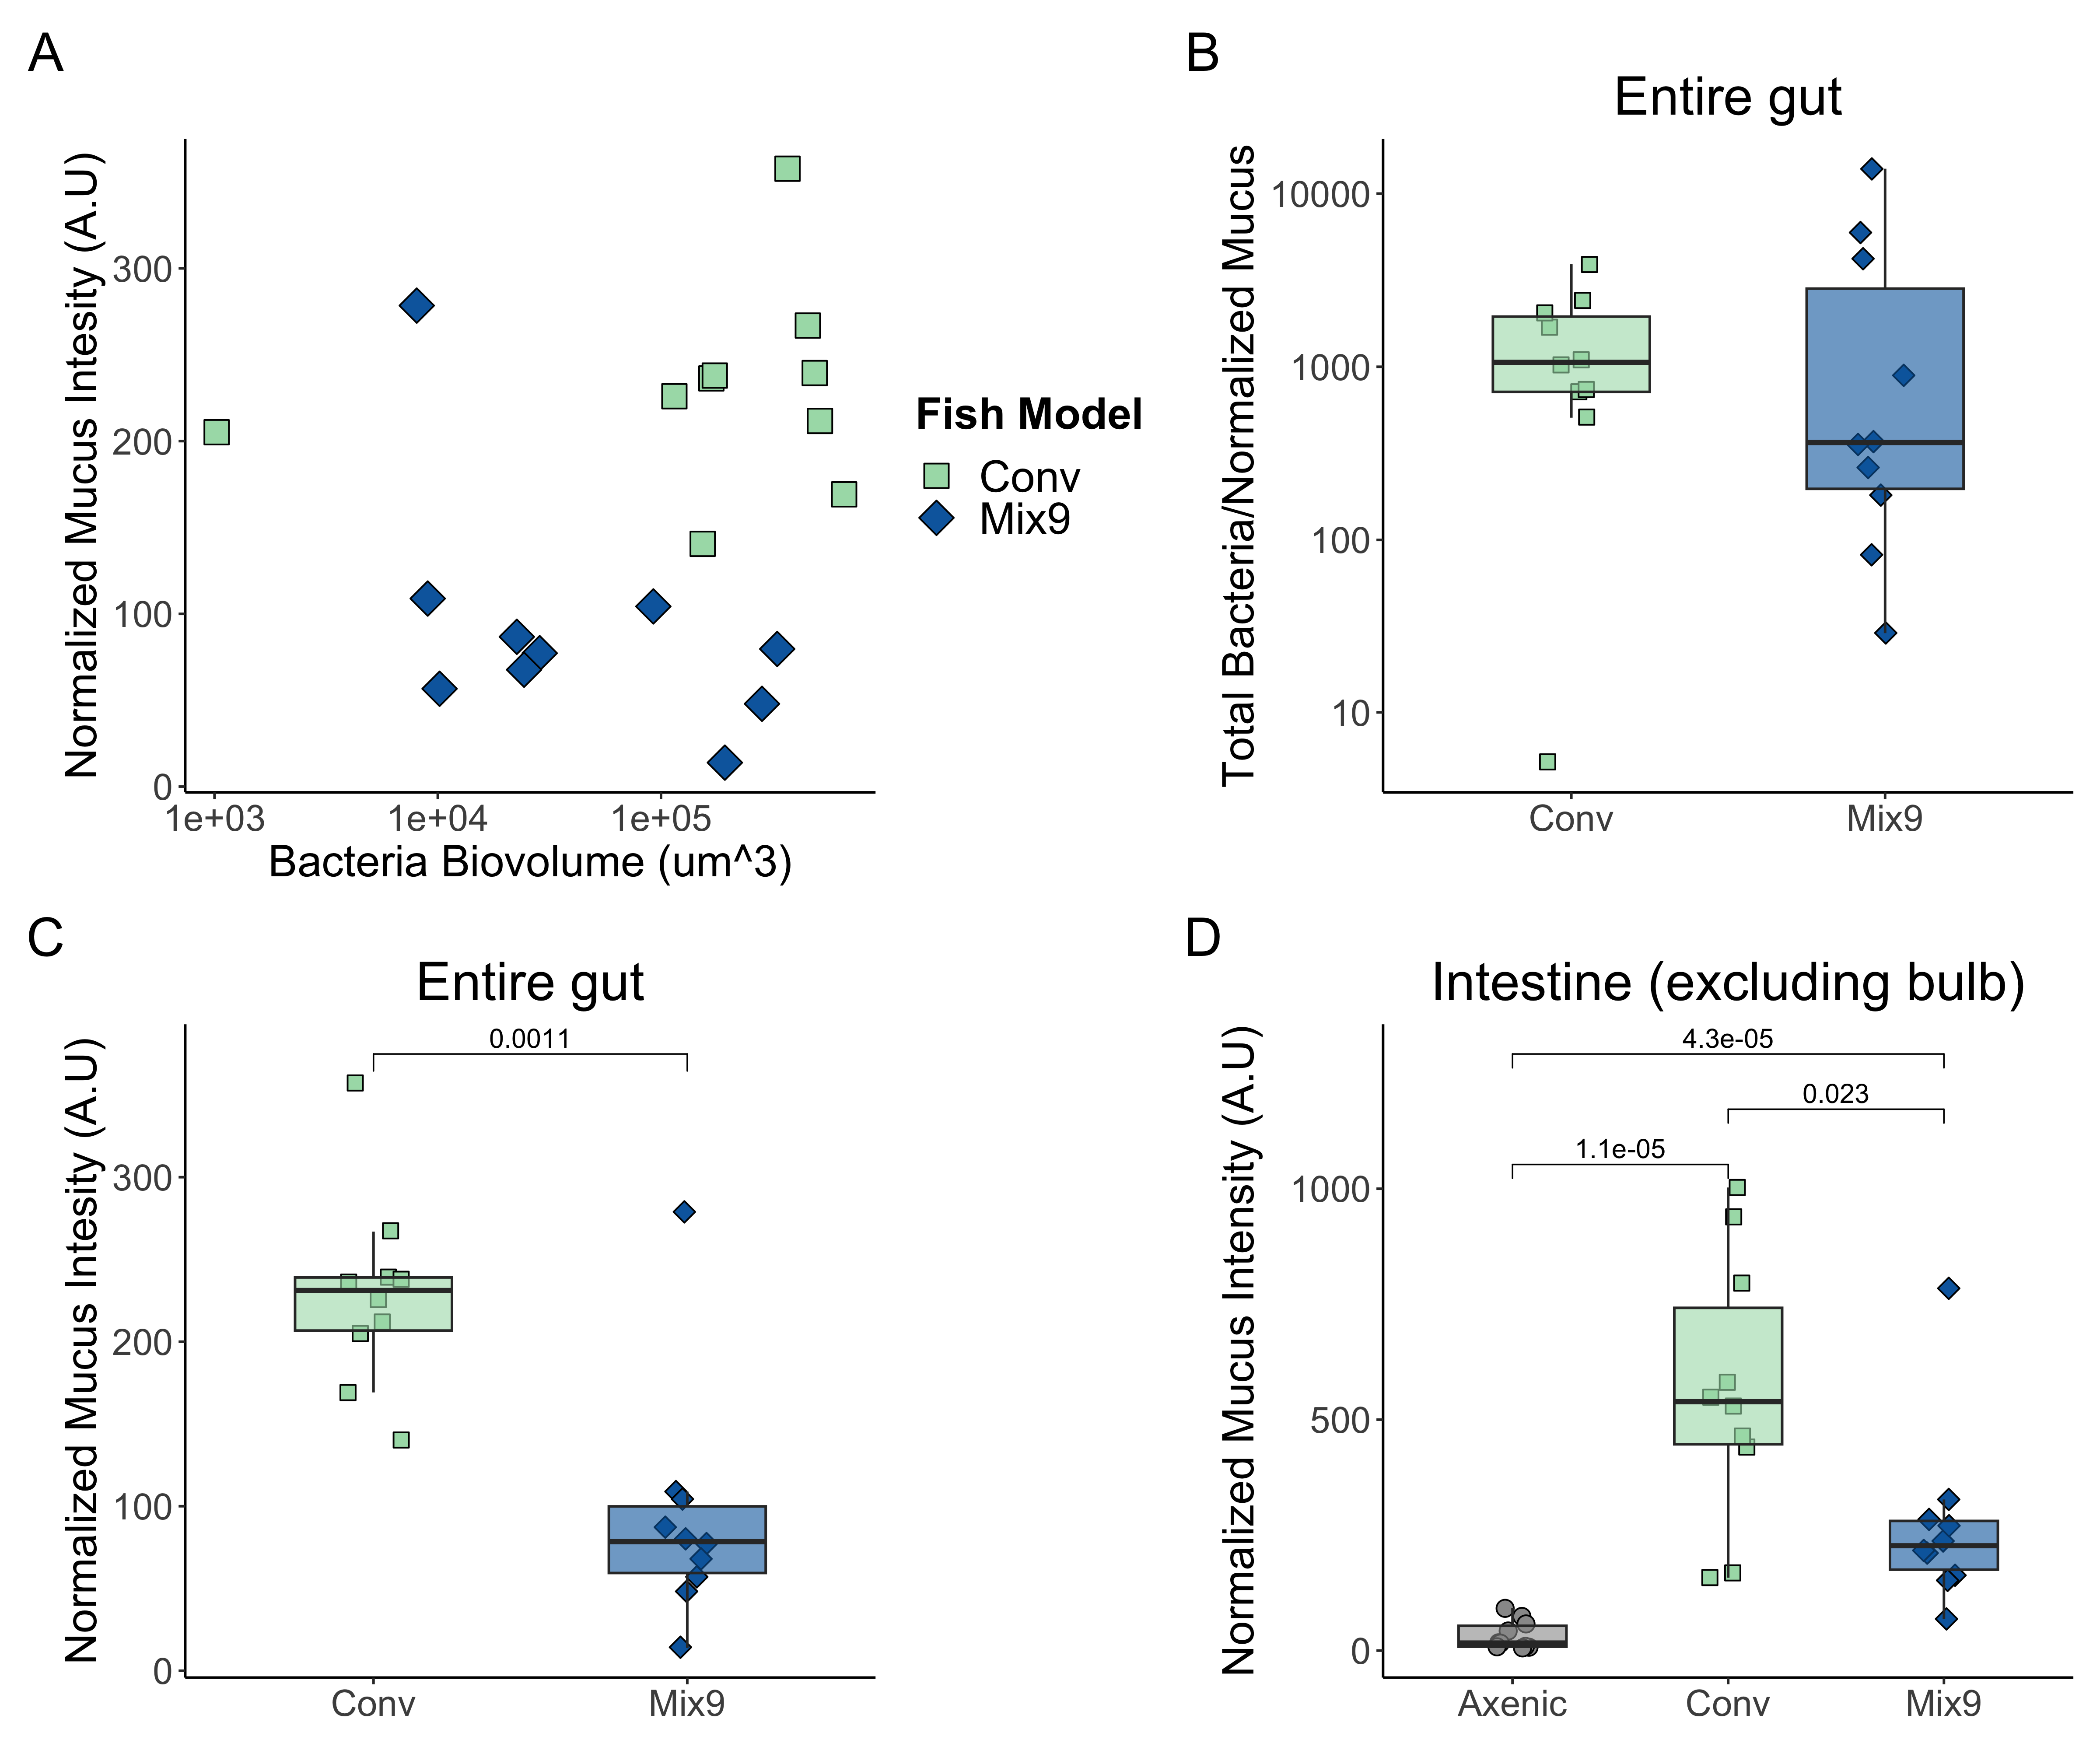 A
Normalized Mucus Intesity (A.U)
300
200
100
0
1e+03
1e+04
1e+05
Bacteria Biovolume (um^3)
Fish Model
Conv
Mix9
B
Entire gut
Total Bacteria/Normalized Mucus
10000
1000
100
10
Conv
Mix9
C
Entire gut
Normalized Mucus Intesity (A.U)
0.0011
300
200
100
0
Conv
Mix9
D
Intestine (excluding bulb)
Normalized Mucus Intensity (A.U)
4.3e-05
0.023
1.1e-05
1000
500
0
Axenic
Conv
Mix9